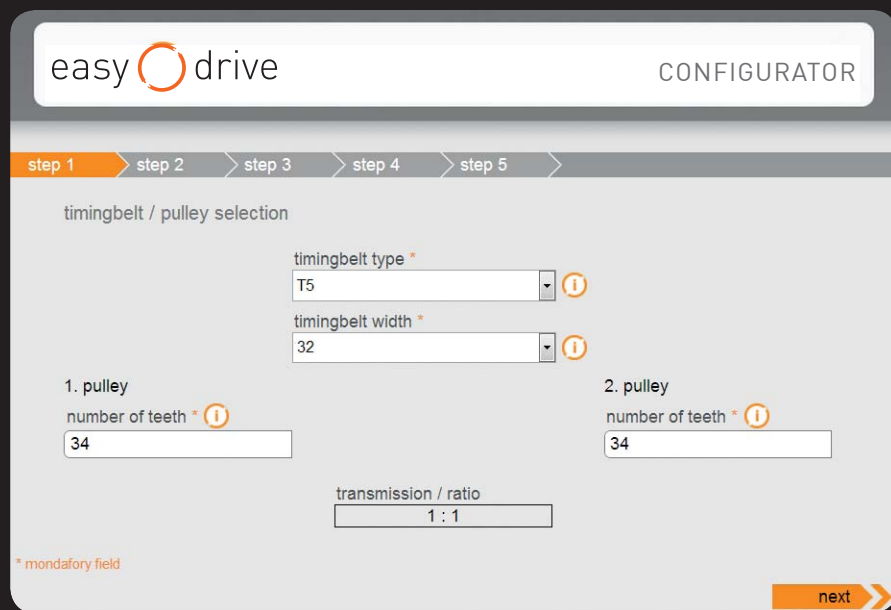 easy drive
CONFIGURATOR
step 1 step 2 step 3 step 4 step 5
timingbelt / pulley selection
timingbelt type *
T5
i
timingbelt width *
32
i
1. pulley
number of teeth * i
34
2. pulley
number of teeth * i
34
transmission / ratio
1 : 1
* mondafory field
next